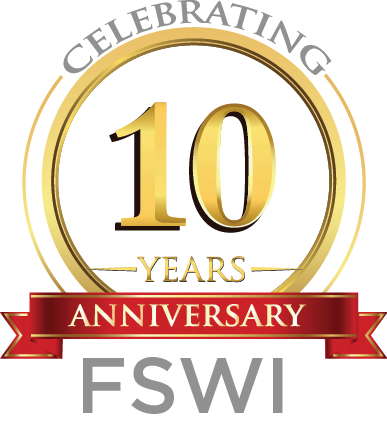 CELEBRATING
10
YEARS
ANNIVERSARY
FSWI